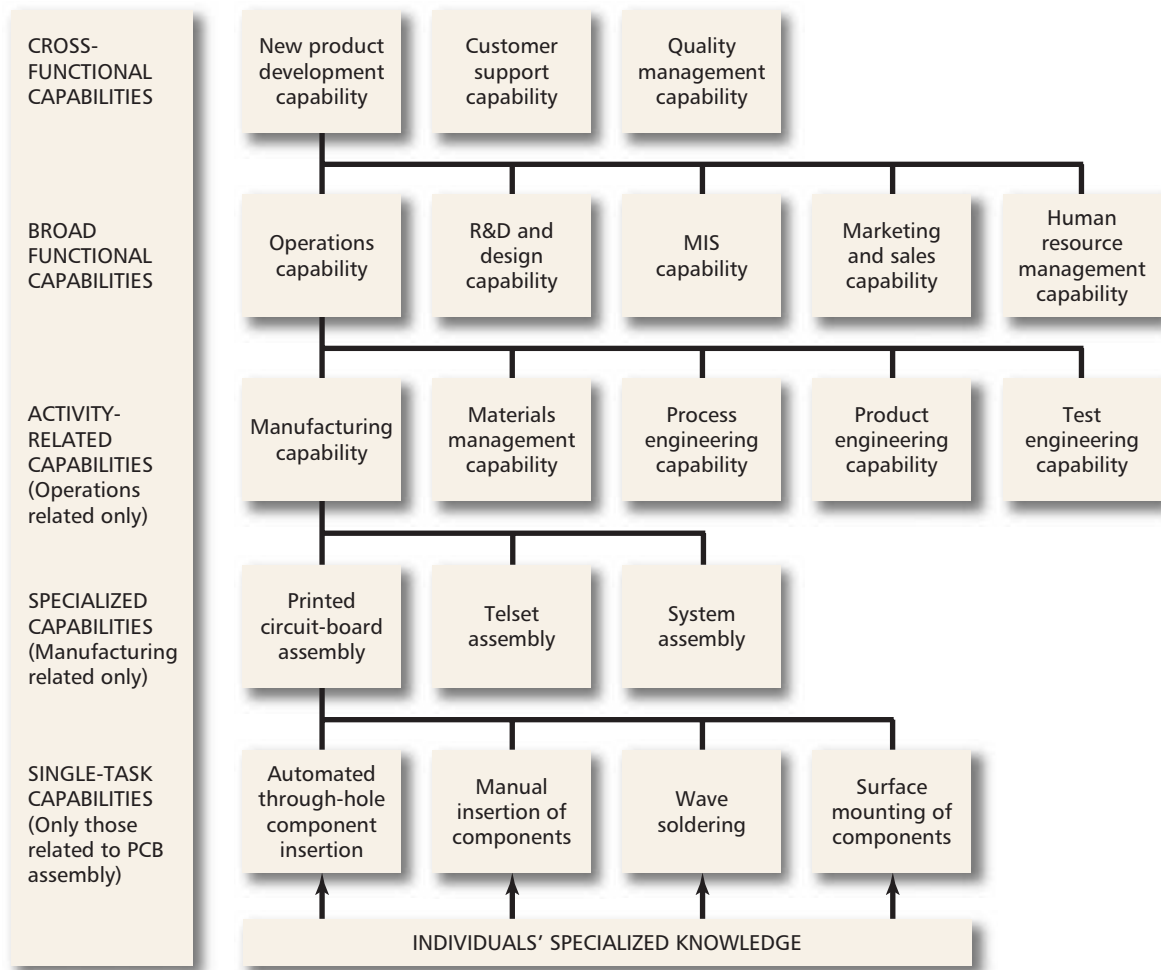 CROSS-
FUNCTIONAL
CAPABILITIES
New product
development
capability
Customer
support
capability
Quality
management
capability
BROAD
FUNCTIONAL
CAPABILITIES
Operations
capability
R&D and
design
capability
MIS
capability
Marketing
and sales
capability
Human
resource
management
capability
ACTIVITY-
RELATED
CAPABILITIES
(Operations
related only)
Manufacturing
capability
Materials
management
capability
Process
engineering
capability
Product
engineering
capability
Test
engineering
capability
SPECIALIZED
CAPABILITIES
(Manufacturing
related only)
Printed
circuit-board
assembly
Telset
assembly
System
assembly
SINGLE-TASK
CAPABILITIES
(Only those
related to PCB
assembly)
Automated
through-hole
component
insertion
Manual
insertion of
components
Wave
soldering
Surface
mounting of
components
INDIVIDUALS’ SPECIALIZED KNOWLEDGE